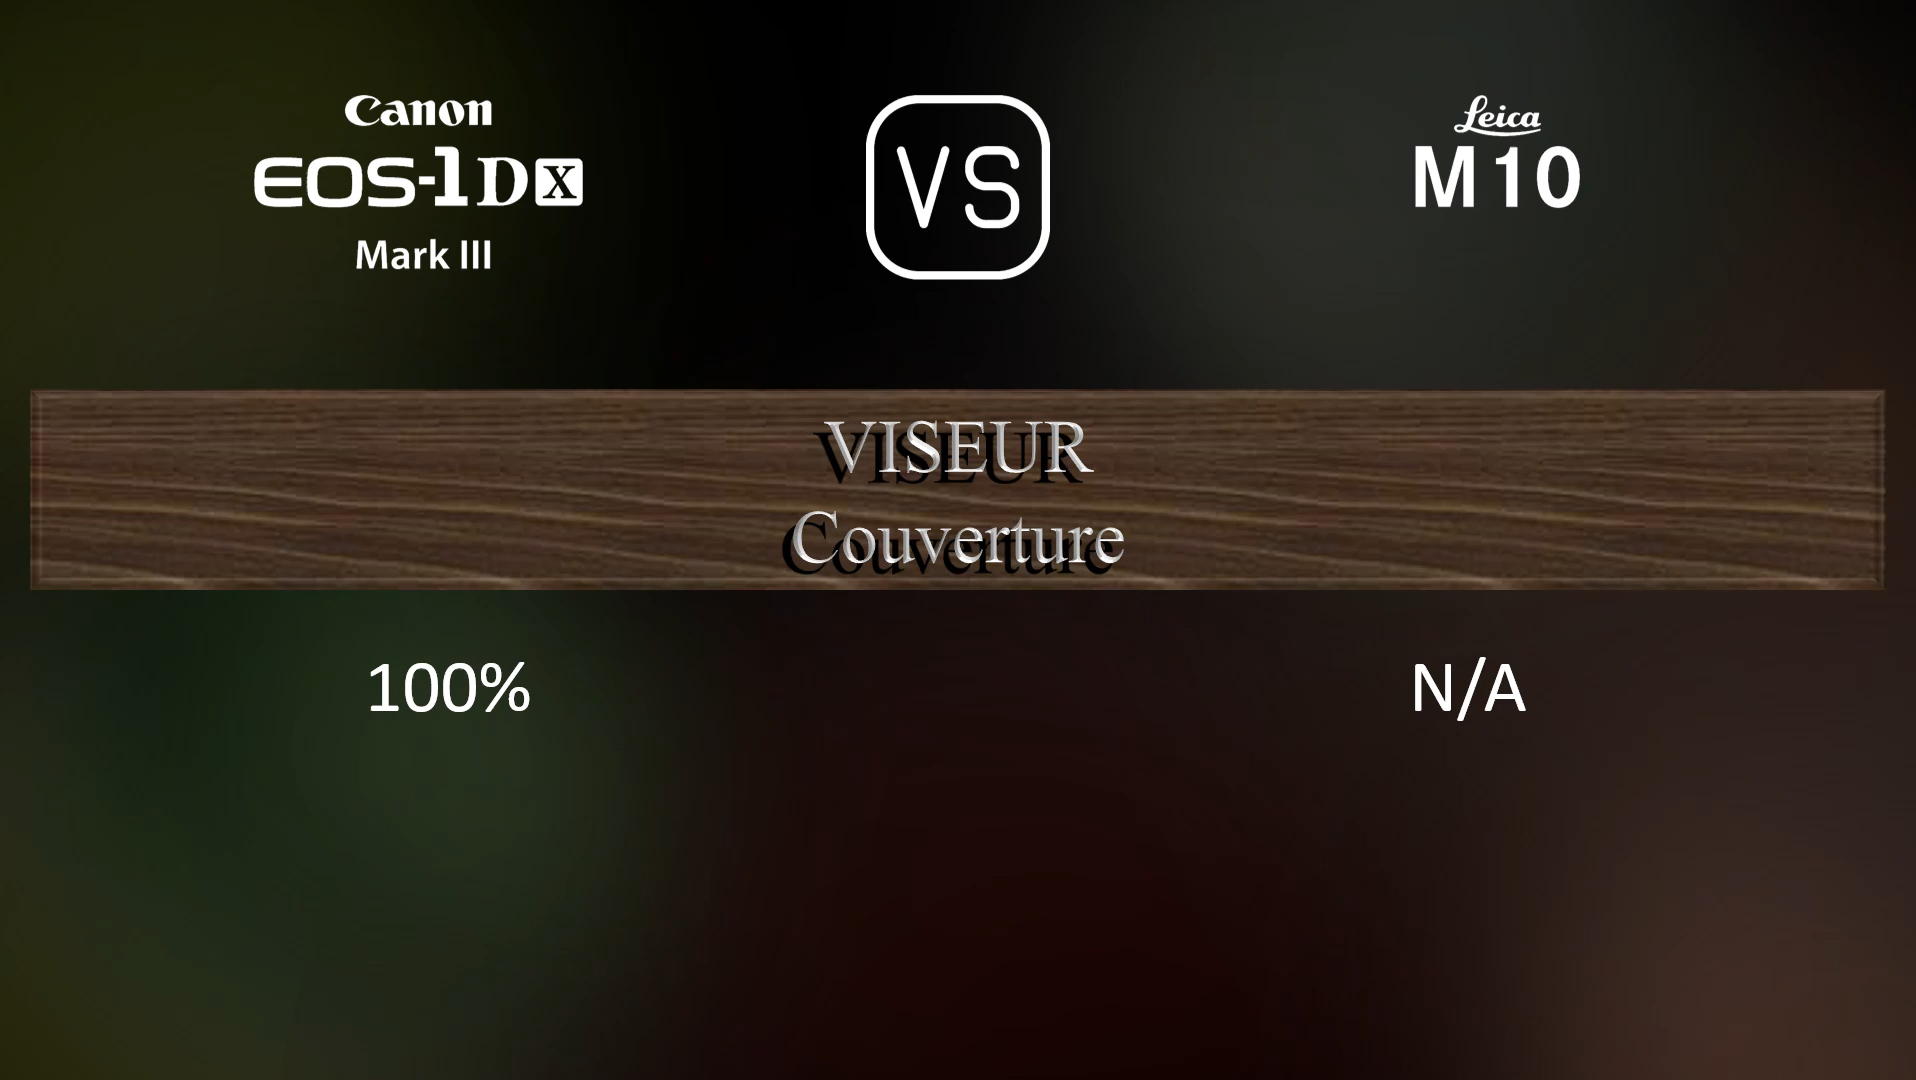 Canon
EOS-1DX
Mark III
VS
Leica
M10
VISEUR
Couverture
100%
N/A